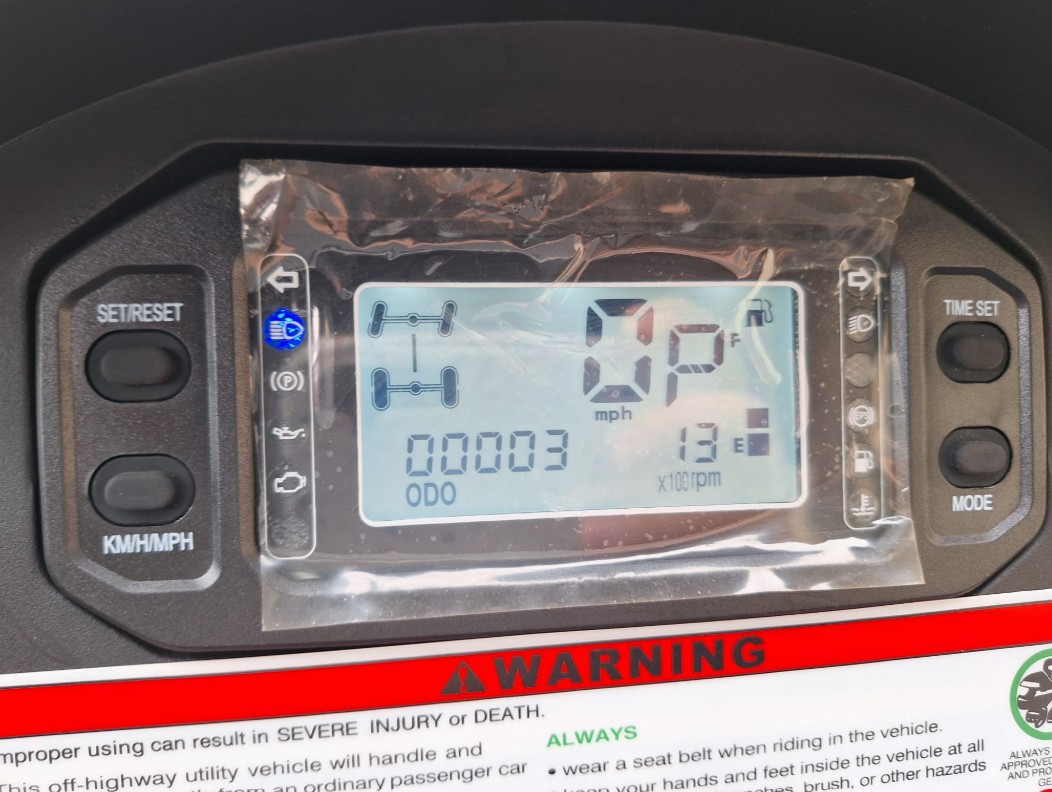 SET/RESET
KM/H/MPH
TIME SET
MODE
0 P
mph
F
E
00003
ODO
13
x100rpm
WARNING
mproper using can result in SEVERE INJURY or DEATH.
This off-highway utility vehicle will handle and
from an ordinary passenger car
ALWAYS
• wear a seat belt when riding in the vehicle.
your hands and feet inside the vehicle at all
brush, or other hazards
ALWAYS
APPROVED
AND PRO
GE